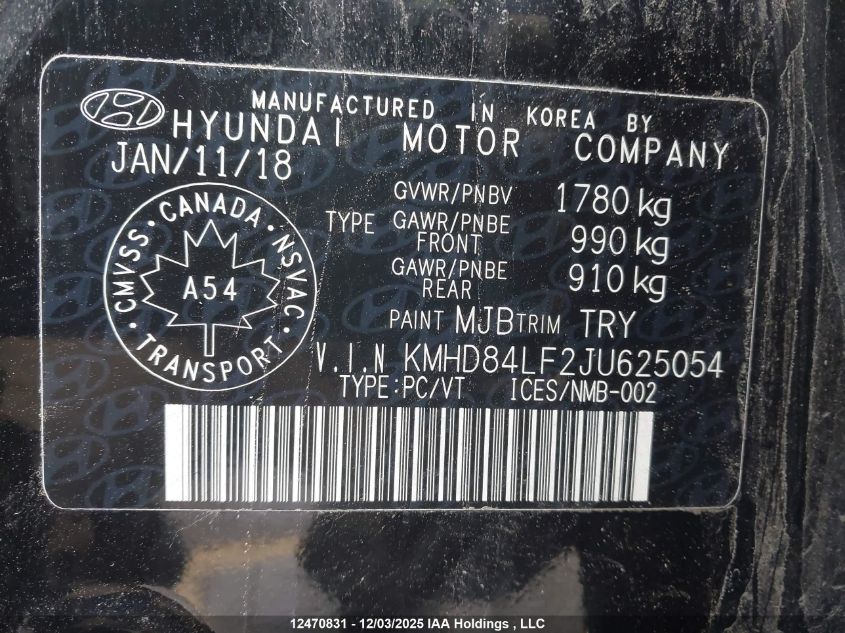 MANUFACTURED IN KOREA BY
HYUNDAI MOTOR COMPANY
JAN/11/18
GVWR/PNBV 1780 kg
TYPE GAWR/PNBE FRONT 990 kg
GAWR/PNBE REAR 910 kg
PAINT MJB TRIM TRY
CANADA · NSVAC · TRANSPORT · CMVSS ·
A54
V.I.N KMHD84LF2JU625054
TYPE:PC/VT ICES/NMB-002
12470831 - 12/03/2025 IAA Holdings , LLC